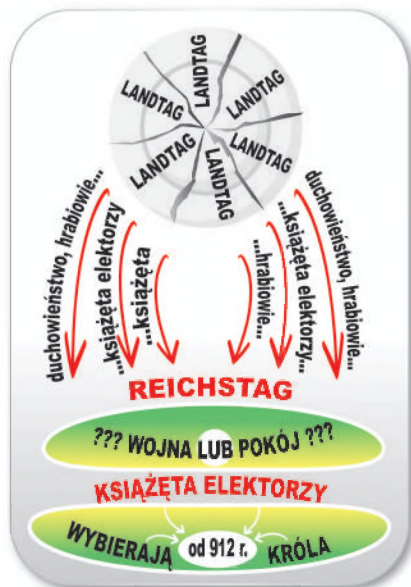 LANDTAG
LANDTAG
LANDTAG
LANDTAG
LANDTAG
LANDTAG
duchowieństwo, hrabiowie...
...książęta elektorzy
...książęta
...hrabiowie...
...książęta elektorzy...
duchowieństwo, hrabiowie...
REICHSTAG
??? WOJNA LUB POKÓJ ???
KSIĄŻĘTA ELEKTORZY
WYBIERAJĄ od 912 r. KRÓLA